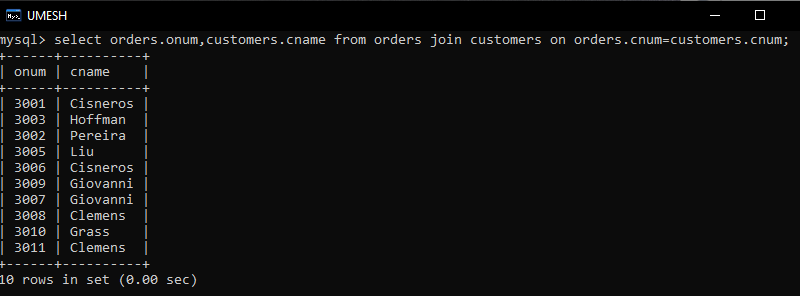 UMESH
mysql> select orders.onum,customers.cname from orders join customers on orders.cnum=customers.cnum;
+------+----------+
| onum | cname    |
+------+----------+
| 3001 | Cisneros |
| 3003 | Hoffman  |
| 3002 | Pereira  |
| 3005 | Liu      |
| 3006 | Cisneros |
| 3009 | Giovanni |
| 3007 | Giovanni |
| 3008 | Clemens  |
| 3010 | Grass    |
| 3011 | Clemens  |
+------+----------+
10 rows in set (0.00 sec)